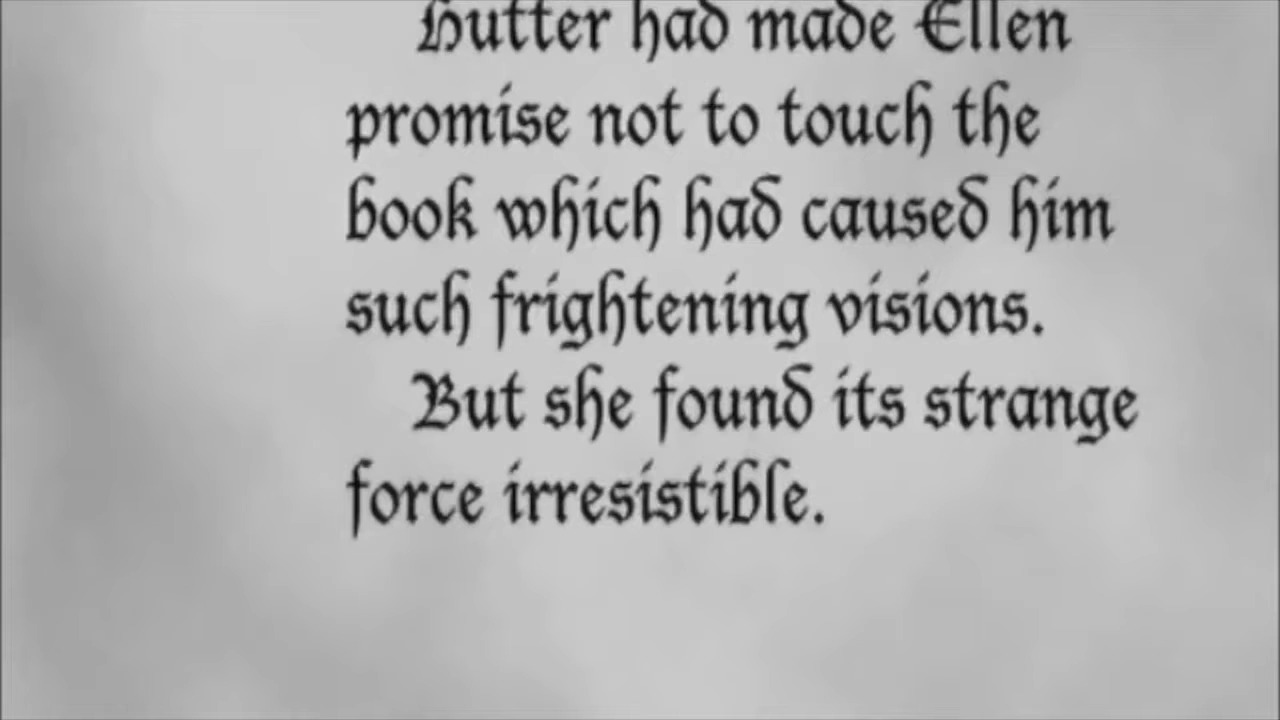 Hutter had made Ellen
promise not to touch the
book which had caused him
such frightening visions.
But she found its strange
force irresistible.